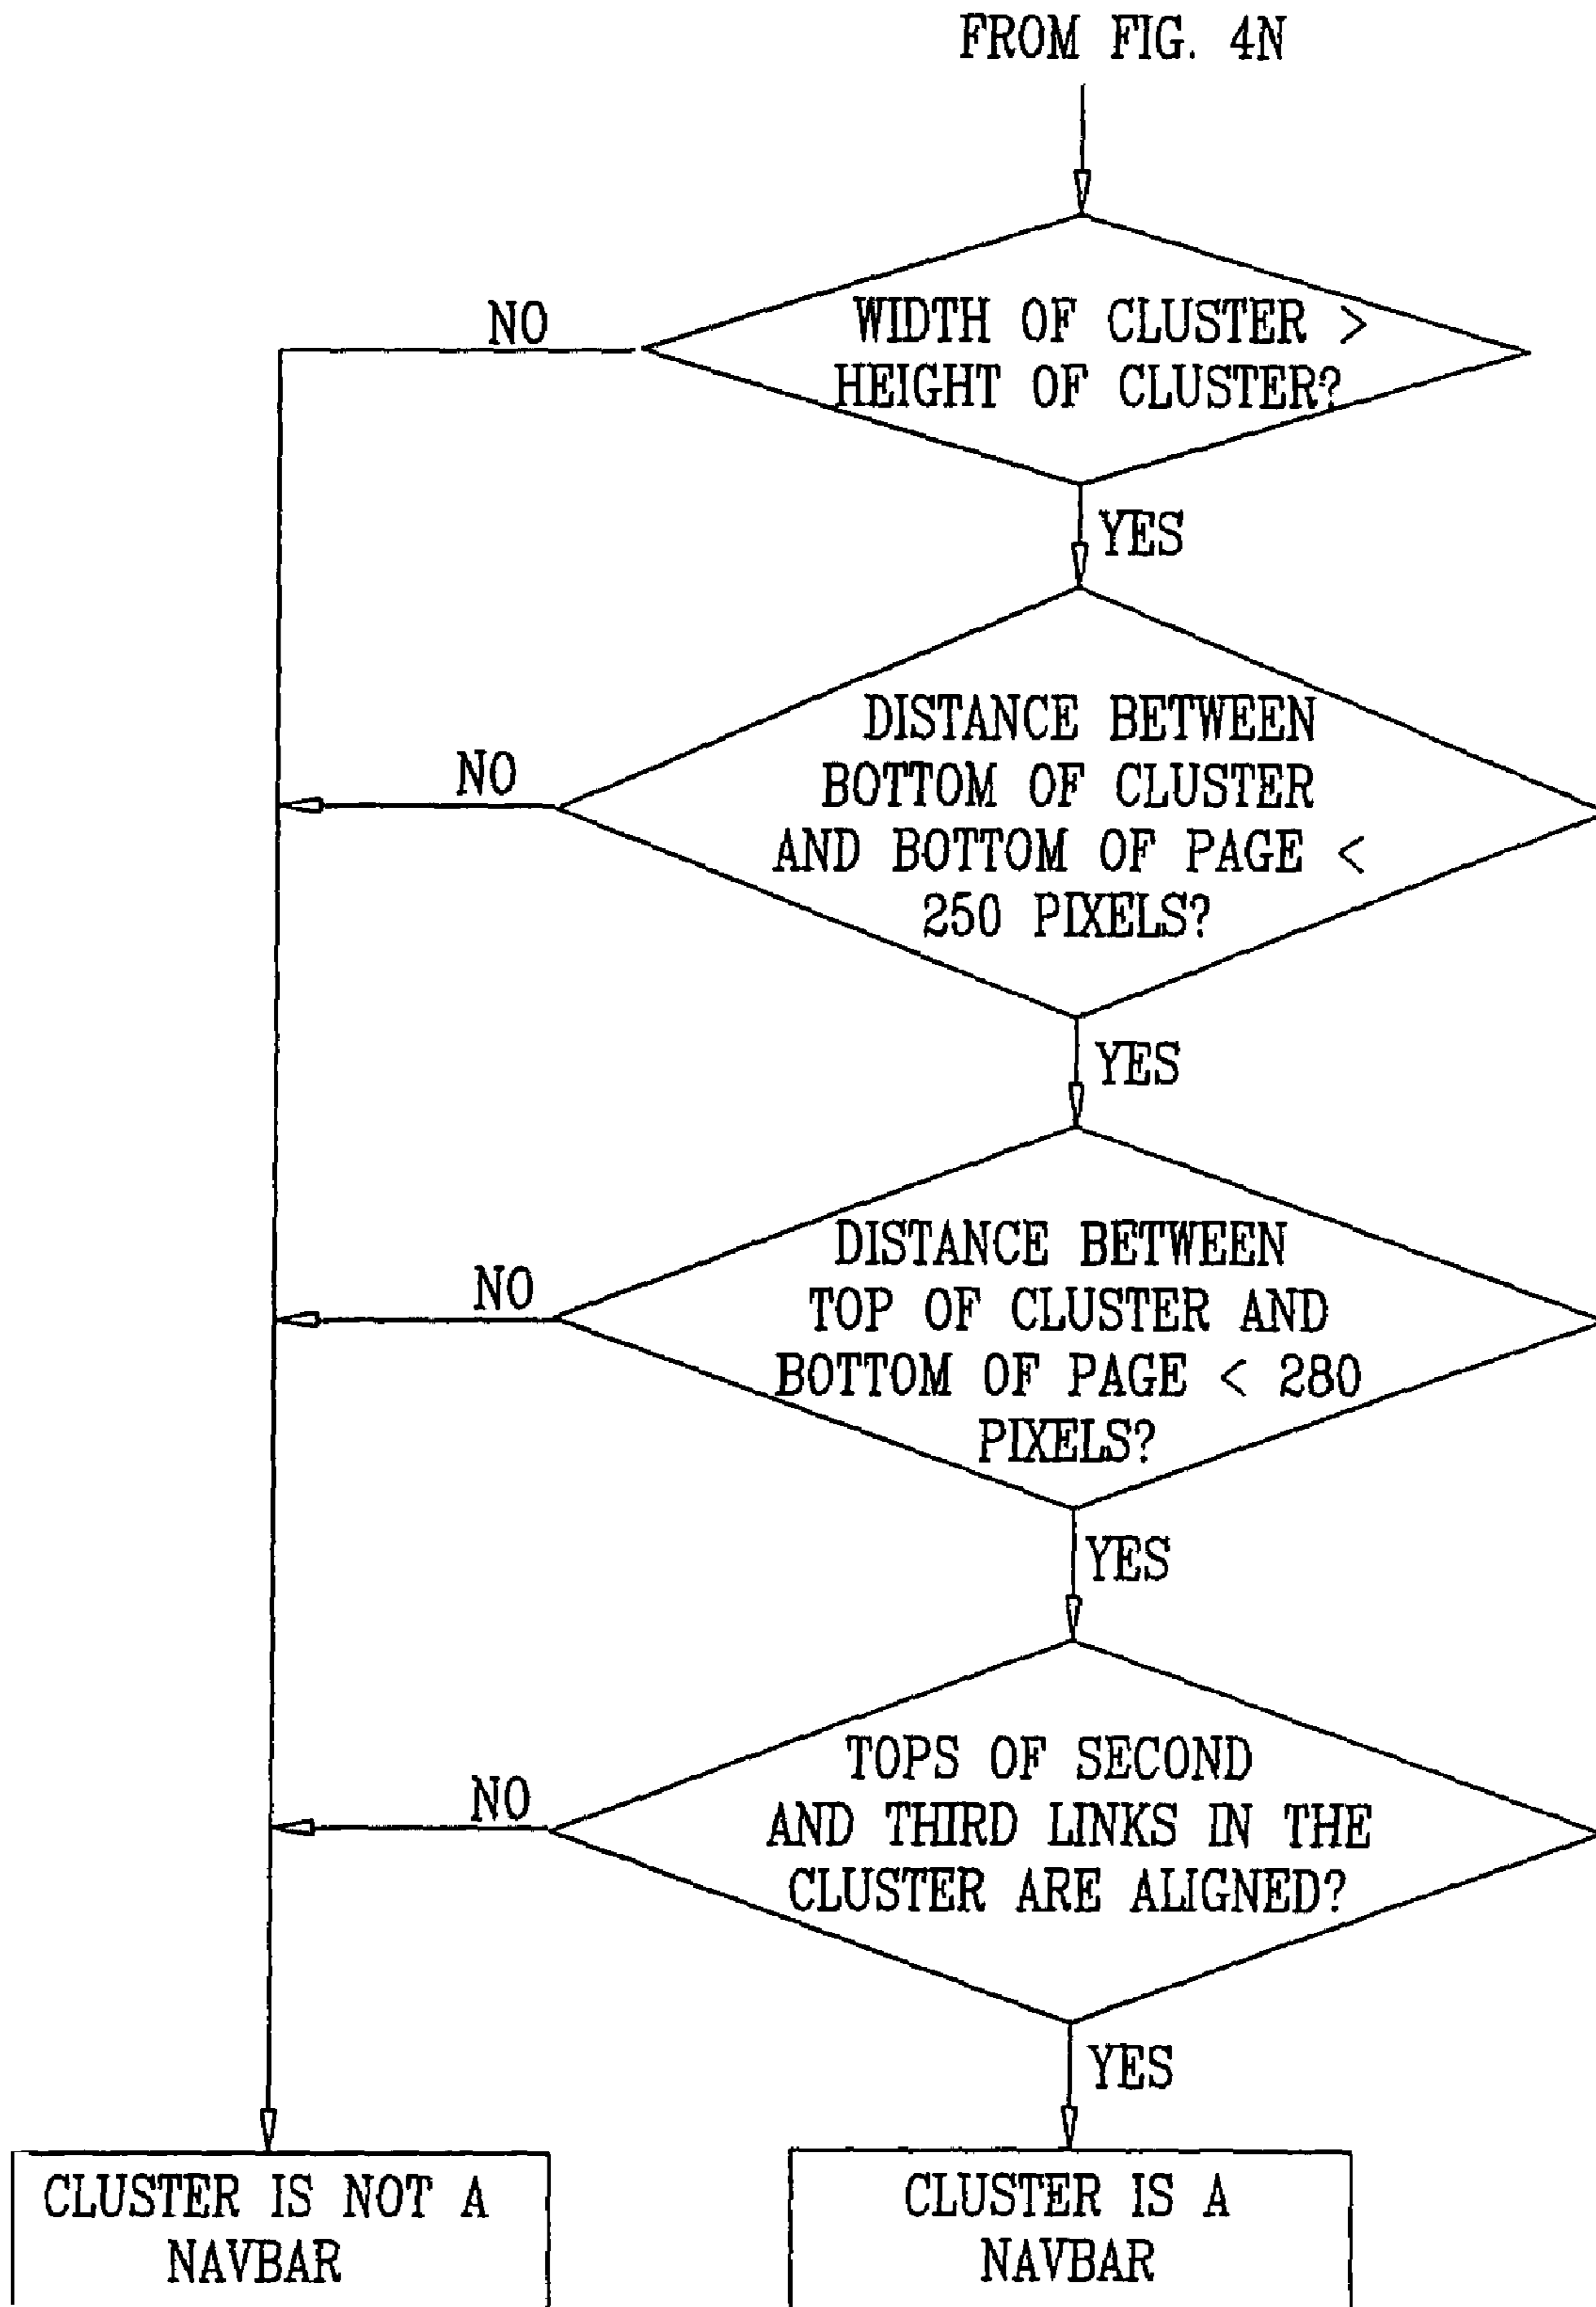 FROM FIG. 4N
NO
WIDTH OF CLUSTER >
HEIGHT OF CLUSTER?
YES
DISTANCE BETWEEN
BOTTOM OF CLUSTER
AND BOTTOM OF PAGE <
250 PIXELS?
NO
YES
DISTANCE BETWEEN
TOP OF CLUSTER AND
BOTTOM OF PAGE < 280
PIXELS?
NO
YES
TOPS OF SECOND
AND THIRD LINKS IN THE
CLUSTER ARE ALIGNED?
NO
YES
CLUSTER IS NOT A
NAVBAR
CLUSTER IS A
NAVBAR